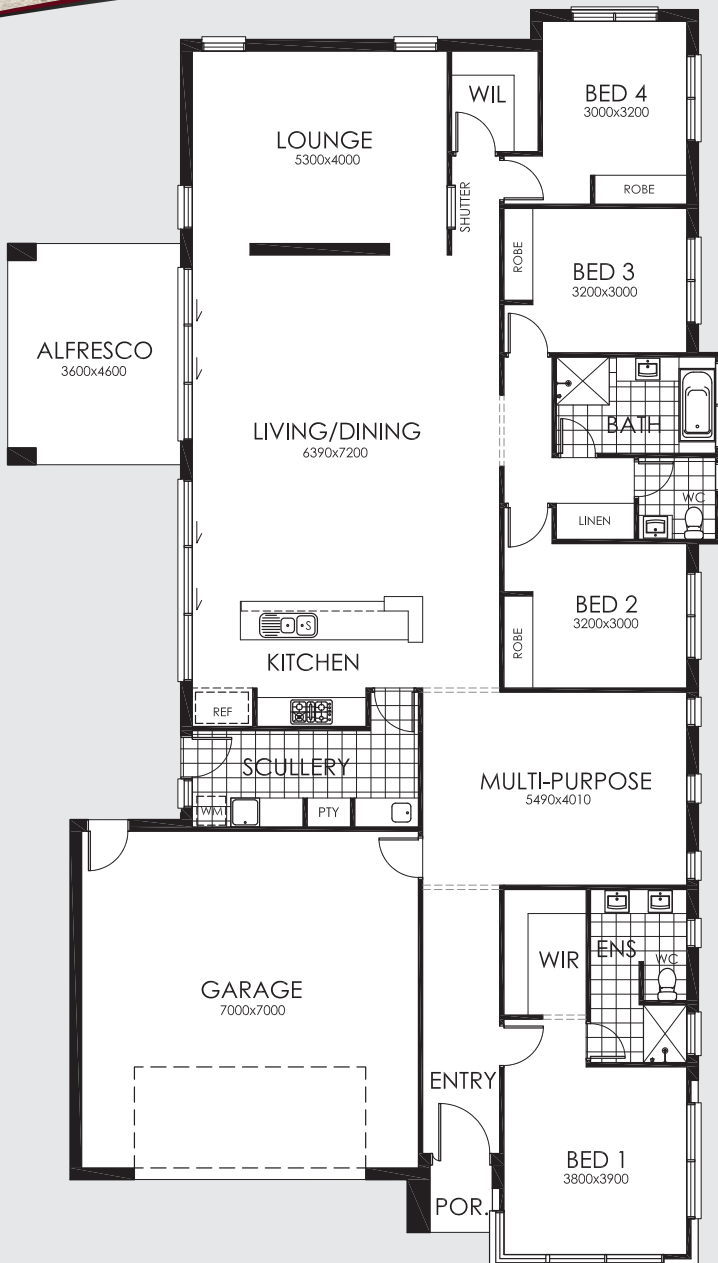 WIL
BED 4
3000x3200
LOUNGE
5300x4000
SHUTTER
ROBE
ROBE
BED 3
3200x3000
ALFRESCO
3600x4600
LIVING/DINING
6390x7200
BATH
WC
LINEN
BED 2
3200x3000
ROBE
S
KITCHEN
REF
SCULLERY
WM
PTY
MULTI-PURPOSE
5490x4010
WIR
ENS
WC
GARAGE
7000x7000
ENTRY
BED 1
3800x3900
POR.